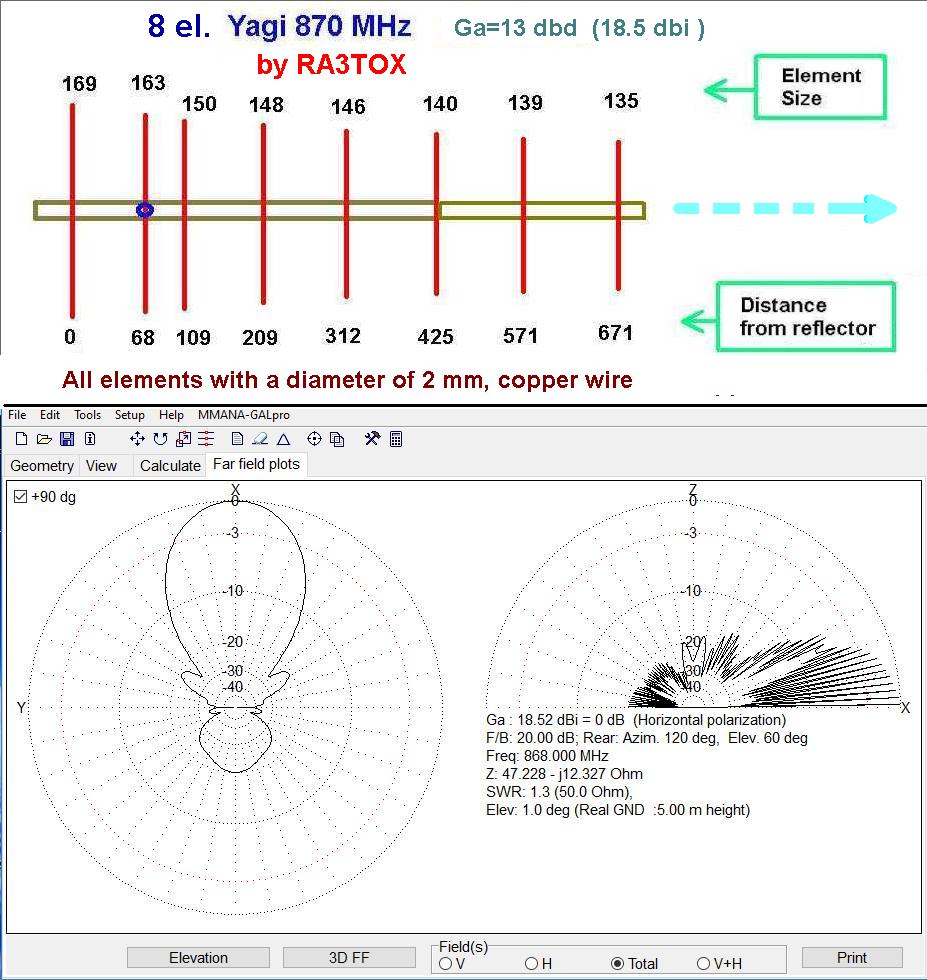 8 el. Yagi 870 MHz Ga=13 dbd (18.5 dbi )
by RA3TOX
169 163 150 148 146 140 139 135
Element
Size
0 68 109 209 312 425 571 671
Distance
from reflector
All elements with a diameter of 2 mm, copper wire
File Edit Tools Setup Help MMANA-GALpro
Geometry View Calculate Far field plots
+90 dg
X
0
-3
-10
-20
-30
-40
Y
Z
0
-3
-10
-20
30
40
X
Ga : 18.52 dBi = 0 dB (Horizontal polarization)
F/B: 20.00 dB; Rear: Azim. 120 deg, Elev. 60 deg
Freq: 868.000 MHz
Z: 47.228 - j12.327 Ohm
SWR: 1.3 (50.0 Ohm),
Elev: 1.0 deg (Real GND :5.00 m height)
Elevation 3D FF
Field(s)
V H Total V+H
Print